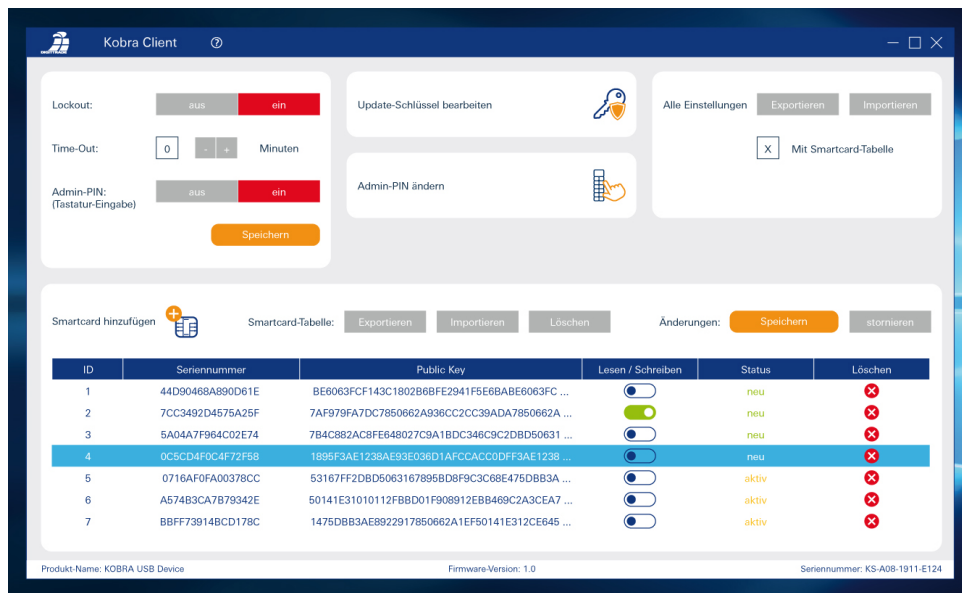 DIGITTRADE
Kobra Client ?
Lockout: aus ein
Time-Out: 0 - + Minuten
Admin-PIN: aus ein
(Tastatur-Eingabe)
Speichern
Update-Schlüssel bearbeiten
Admin-PIN ändern
Alle Einstellungen Exportieren Importieren
X Mit Smartcard-Tabelle
Smartcard hinzufügen Smartcard-Tabelle: Exportieren Importieren Löschen Änderungen: Speichern stornieren
ID Seriennummer Public Key Lesen / Schreiben Status Löschen
1 44D90468A890D61E BE6063FCF143C1802B6BFE2941F5E6BABE6063FC ... neu
2 7CC3492D4575A25F 7AF979FA7DC7850662A936CC2CC39ADA7850662A ... neu
3 5A04A7F964C02E74 7B4C882AC8FE648027C9A1BDC346C9C2DBD50631 ... neu
4 0C5CD4F0C4F72F58 1895F3AE1238AE93E036D1AFCCACC0DFF3AE1238 ... neu
5 0716AF0FA00378CC 53167FF2DBD5063167895BD8F9C3C68E475DBB3A ... aktiv
6 A574B3CA7B79342E 50141E31010112FBBD01F908912EBB469C2A3CEA7 ... aktiv
7 BBFF73914BCD178C 1475DBB3AE8922917850662A1EF50141E312CE645 ... aktiv
Produkt-Name: KOBRA USB Device Firmware-Version: 1.0 Seriennummer: KS-A08-1911-E124